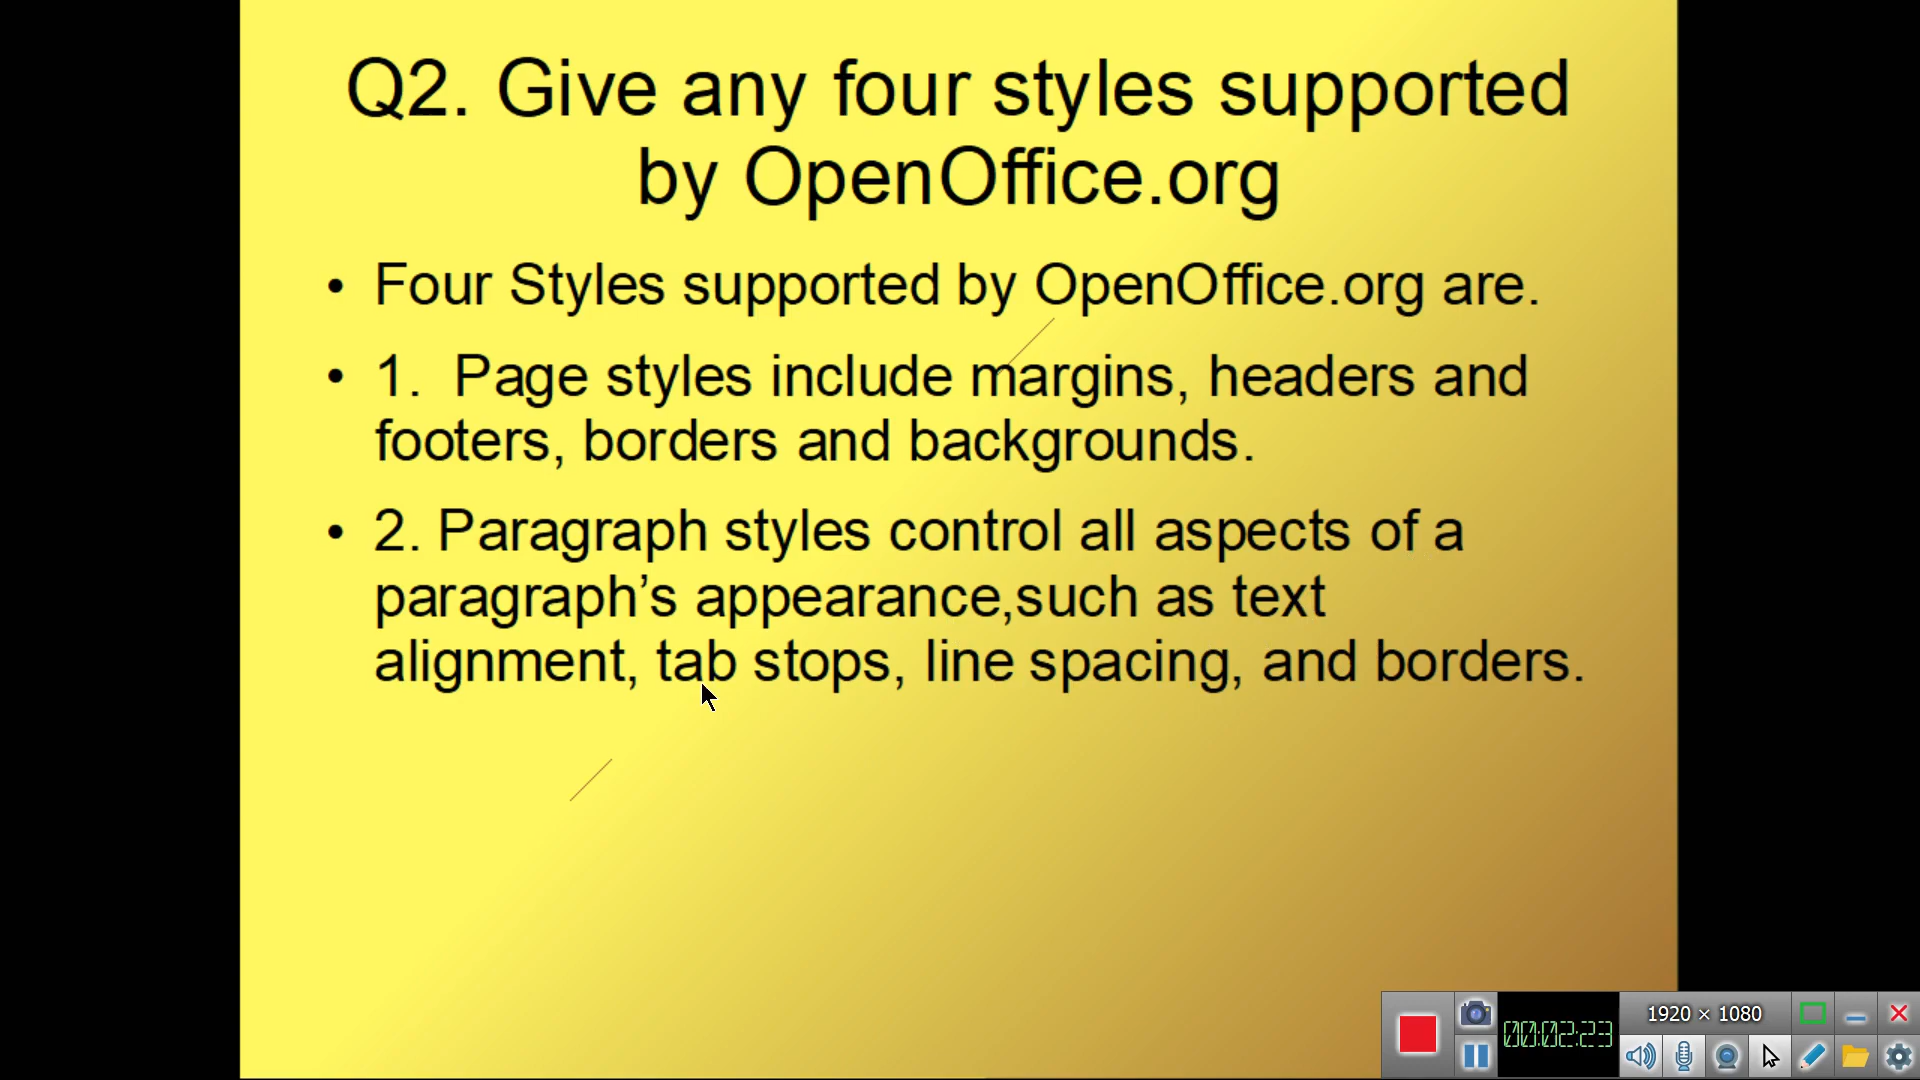 Q2. Give any four styles supported
by OpenOffice.org
• Four Styles supported by OpenOffice.org are.
• 1.  Page styles include margins, headers and
footers, borders and backgrounds.
• 2. Paragraph styles control all aspects of a
paragraph’s appearance,such as text
alignment, tab stops, line spacing, and borders.
1920 × 1080
00:02:23